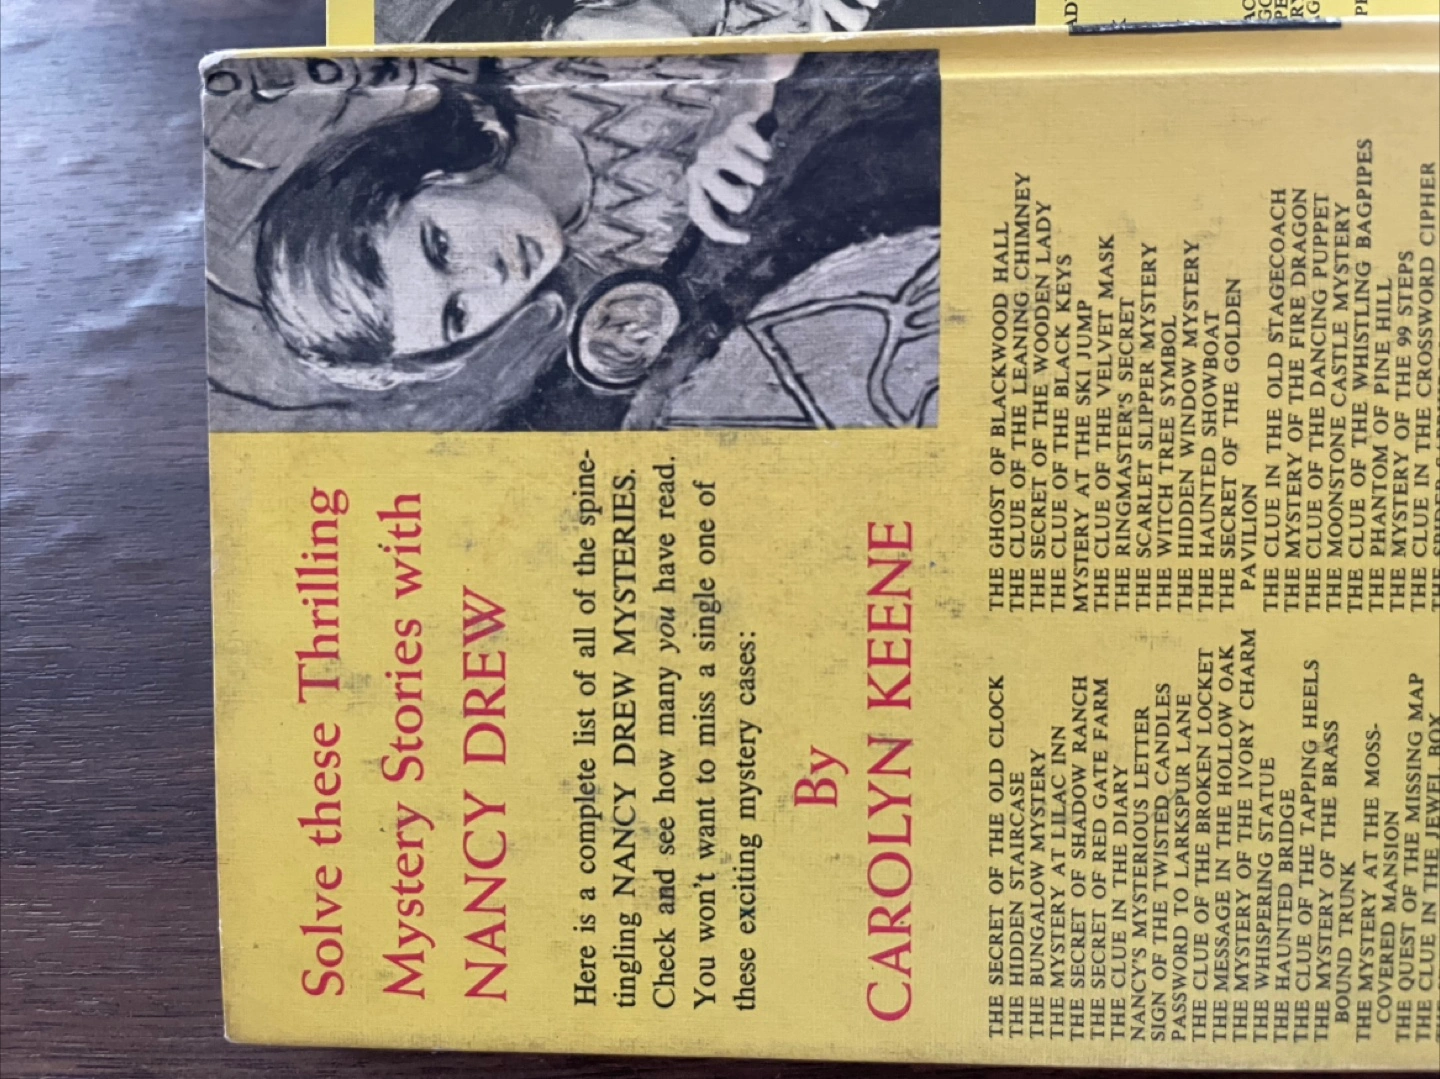 Solve these Thrilling
Mystery Stories with
NANCY DREW
Here is a complete list of all of the spine-
tingling NANCY DREW MYSTERIES.
Check and see how many you have read.
You won't want to miss a single one of
these exciting mystery cases:
By
CAROLYN KEENE
THE SECRET OF THE OLD CLOCK
THE HIDDEN STAIRCASE
THE BUNGALOW MYSTERY
THE MYSTERY AT LILAC INN
THE SECRET OF SHADOW RANCH
THE SECRET OF RED GATE FARM
THE CLUE IN THE DIARY
NANCY'S MYSTERIOUS LETTER
SIGN OF THE TWISTED CANDLES
PASSWORD TO LARKSPUR LANE
THE CLUE OF THE BROKEN LOCKET
THE MESSAGE IN THE HOLLOW OAK
THE MYSTERY OF THE IVORY CHARM
THE WHISPERING STATUE
THE HAUNTED BRIDGE
THE CLUE OF THE TAPPING HEELS
THE MYSTERY OF THE BRASS
BOUND TRUNK
THE MYSTERY AT THE MOSS-
COVERED MANSION
THE QUEST OF THE MISSING MAP
THE CLUE IN THE JEWEL BOX
THE GHOST OF BLACKWOOD HALL
THE CLUE OF THE LEANING CHIMNEY
THE SECRET OF THE WOODEN LADY
THE CLUE OF THE BLACK KEYS
MYSTERY AT THE SKI JUMP
THE CLUE OF THE VELVET MASK
THE RINGMASTER'S SECRET
THE SCARLET SLIPPER MYSTERY
THE WITCH TREE SYMBOL
THE HIDDEN WINDOW MYSTERY
THE HAUNTED SHOWBOAT
THE SECRET OF THE GOLDEN
PAVILION
THE CLUE IN THE OLD STAGECOACH
THE MYSTERY OF THE FIRE DRAGON
THE CLUE OF THE DANCING PUPPET
THE MOONSTONE CASTLE MYSTERY
THE CLUE OF THE WHISTLING BAGPIPES
THE PHANTOM OF PINE HILL
THE MYSTERY OF THE 99 STEPS
THE CLUE IN THE CROSSWORD CIPHER